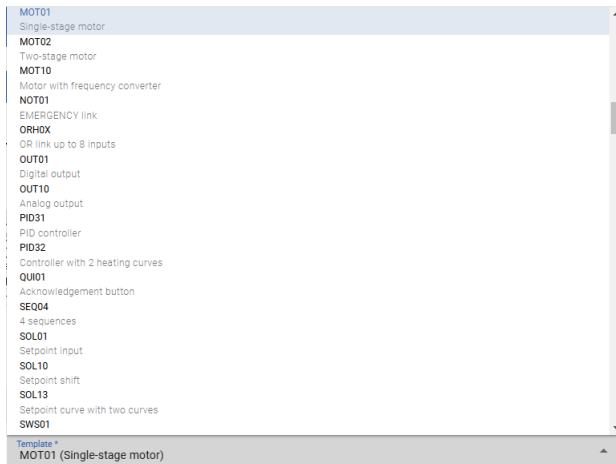 MOT01
Single-stage motor
MOT02
Two-stage motor
MOT10
Motor with frequency converter
NOT01
EMERGENCY link
ORH0X
OR link up to 8 inputs
OUT01
Digital output
OUT10
Analog output
PID31
PID controller
PID32
Controller with 2 heating curves
QUI01
Acknowledgement button
SEQ04
4 sequences
SOL01
Setpoint input
SOL10
Setpoint shift
SOL13
Setpoint curve with two curves
SWS01
Template *
MOT01 (Single-stage motor)